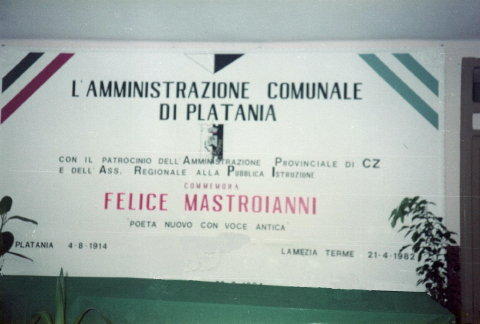 L'AMMINISTRAZIONE COMUNALE
DI PLATANIA
CON IL PATROCINIO DELL'AMMINISTRAZIONE PROVINCIALE DI CZ
E DELL'ASS. REGIONALE ALLA PUBBLICA ISTRUZIONE
COMMEMORA
FELICE MASTROIANNI
"POETA NUOVO CON VOCE ANTICA"
PLATANIA 4-8-1914 LAMEZIA TERME 21-4-1982